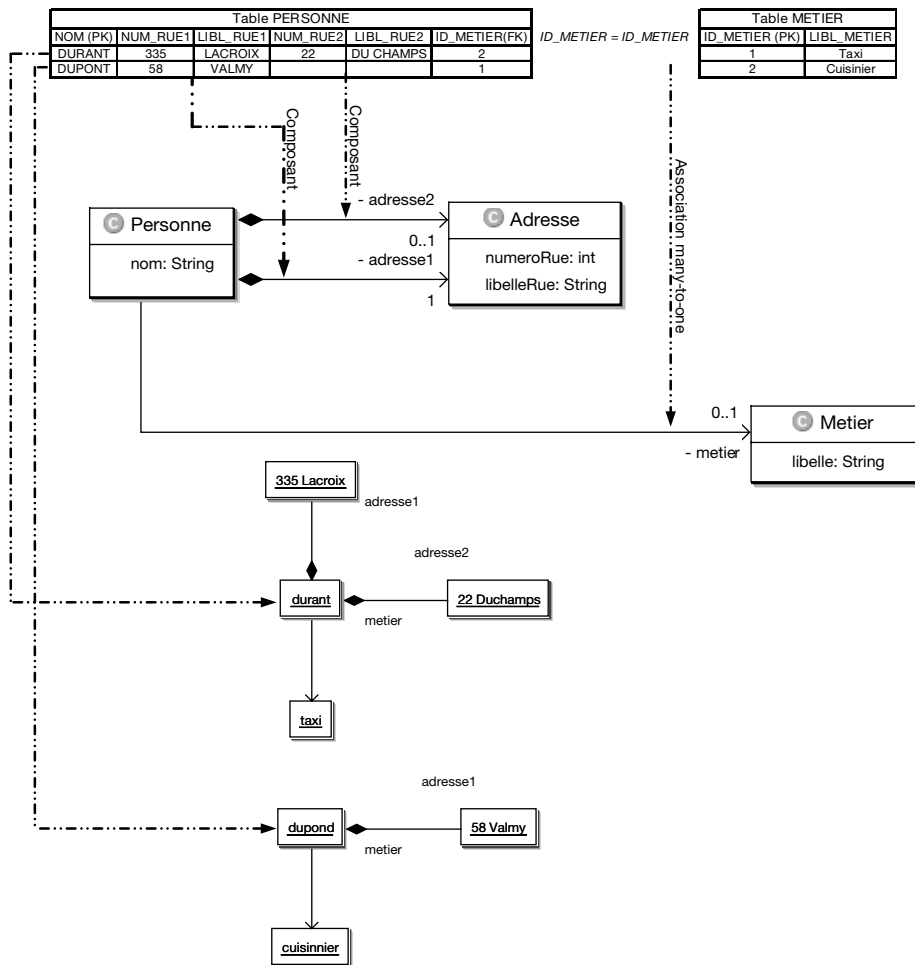 Table PERSONNE
NOM (PK) NUM_RUE1 LIBL_RUE1 NUM_RUE2 LIBL_RUE2 ID_METIER(FK)
DURANT 335 LACROIX 22 DU CHAMPS 2
DUPONT 58 VALMY 1
ID_METIER = ID_METIER
Table METIER
ID_METIER (PK) LIBL_METIER
1 Taxi
2 Cuisinier
Composant
Composant
Association many-to-one
C Personne
nom: String
- adresse2
0..1
- adresse1
1
C Adresse
numeroRue: int
libelleRue: String
0..1
- metier
C Metier
libelle: String
335 Lacroix
adresse1
adresse2
durant
22 Duchamps
metier
taxi
adresse1
dupond
58 Valmy
metier
cuisinnier